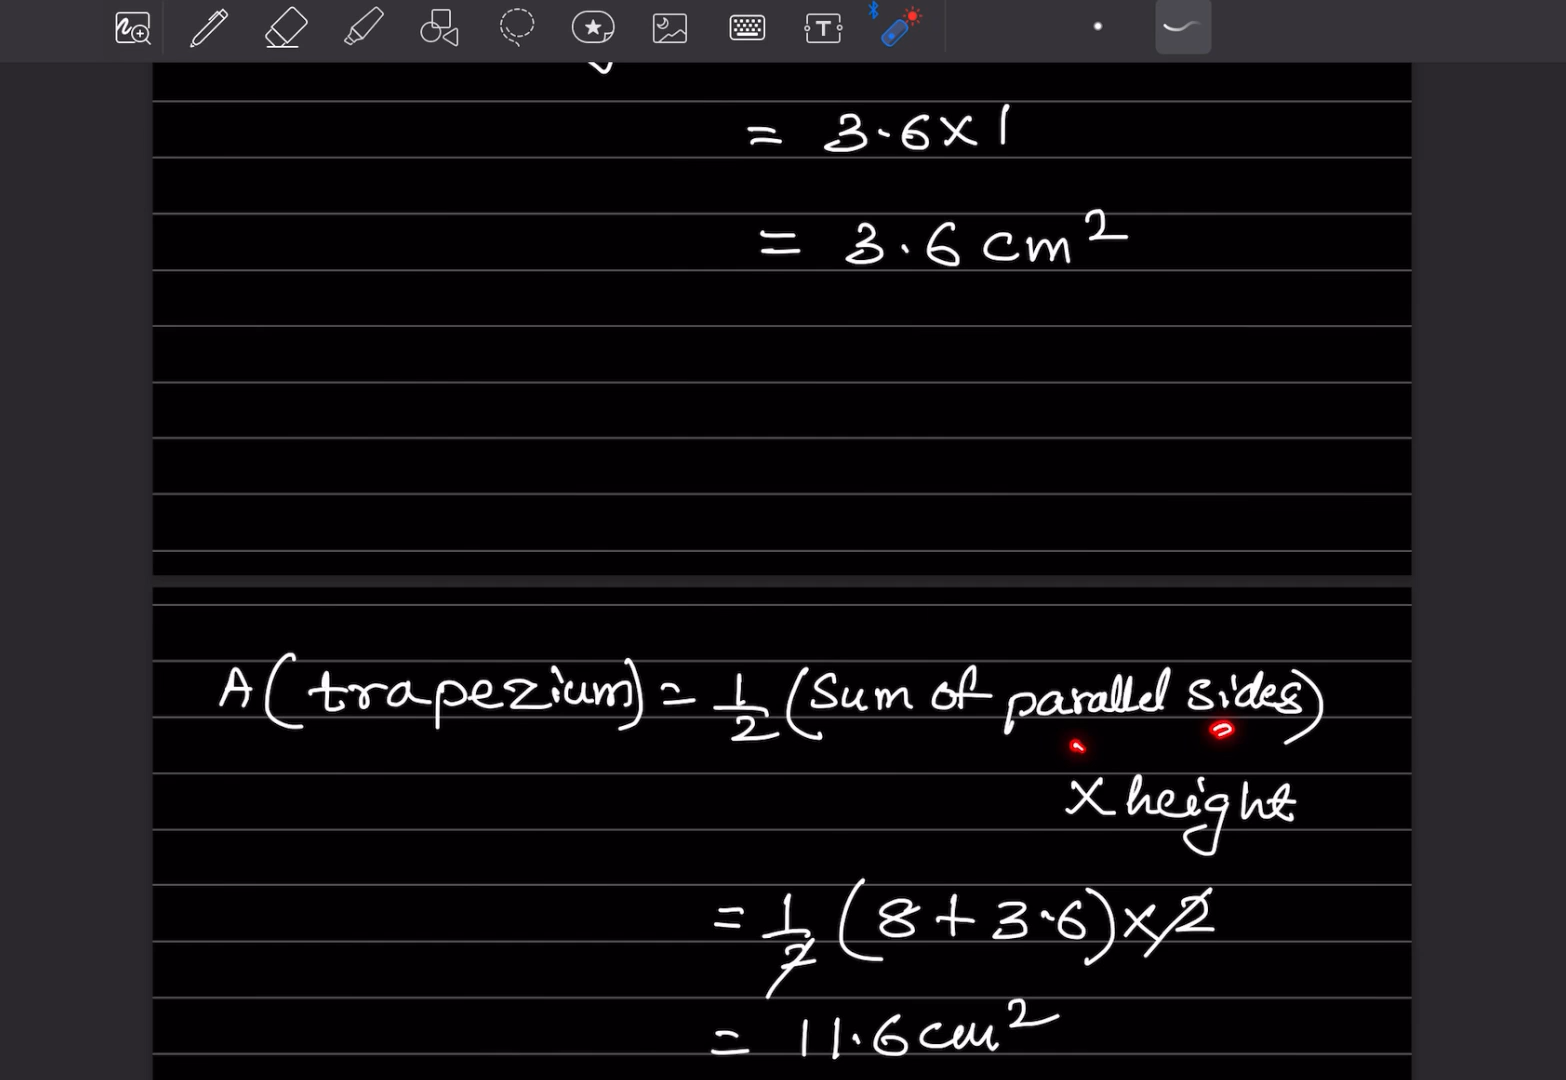 = 3.6 x 1
= 3.6 cm²
A(trapezium) = 1/2 (Sum of parallel sides)
x height
= 1/2 (8 + 3.6) x 2
= 11.6 cm²